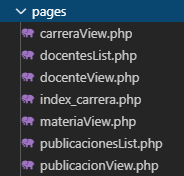 pages
carreraView.php
docentesList.php
docenteView.php
index_carrera.php
materiaView.php
publicacionesList.php
publicacionView.php